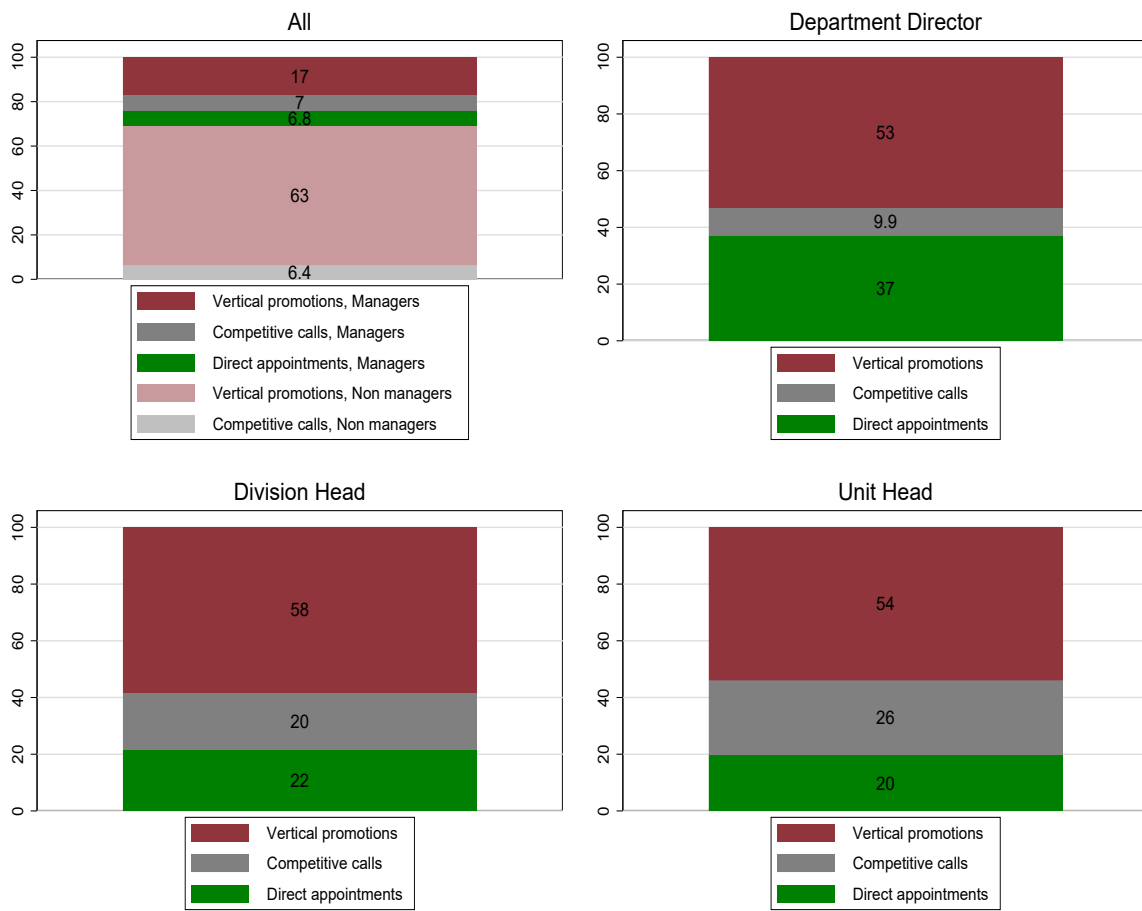 All
100
80
60
40
20
0
17
7
6.8
63
6.4
Vertical promotions, Managers
Competitive calls, Managers
Direct appointments, Managers
Vertical promotions, Non managers
Competitive calls, Non managers
Department Director
100
80
60
40
20
0
53
9.9
37
Vertical promotions
Competitive calls
Direct appointments
Division Head
100
80
60
40
20
0
58
20
22
Vertical promotions
Competitive calls
Direct appointments
Unit Head
100
80
60
40
20
0
54
26
20
Vertical promotions
Competitive calls
Direct appointments